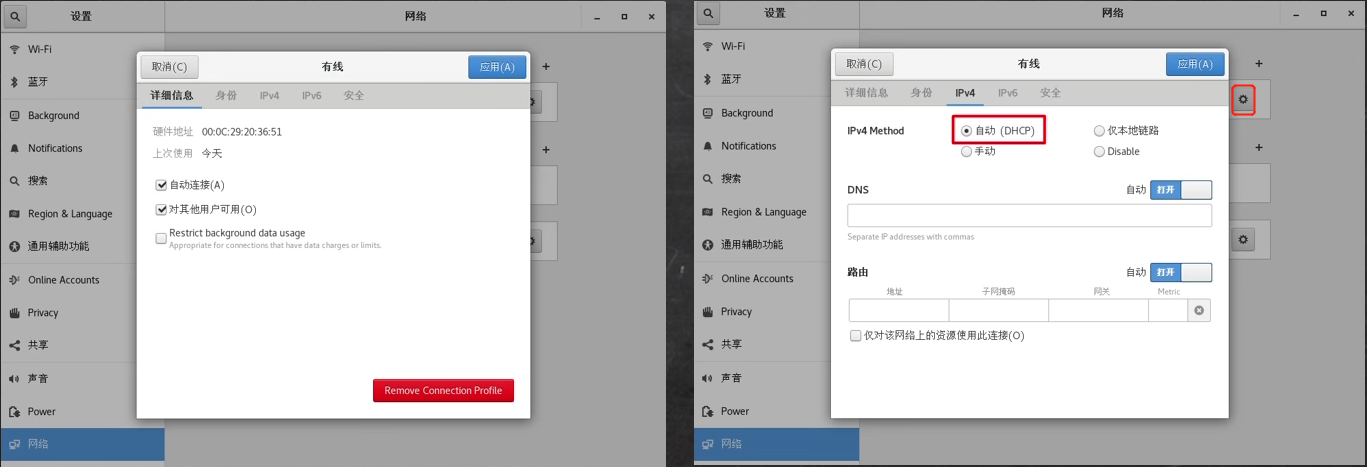 设置
网络
Wi-Fi
蓝牙
Background
Notifications
搜索
Region & Language
通用辅助功能
Online Accounts
Privacy
共享
声音
Power
网络
取消(C)
有线
应用(A)
详细信息
身份
IPv4
IPv6
安全
硬件地址 00:0C:29:20:36:51
上次使用 今天
自动连接(A)
对其他用户可用(O)
Restrict background data usage
Appropriate for connections that have data charges or limits.
Remove Connection Profile
设置
网络
Wi-Fi
蓝牙
Background
Notifications
搜索
Region & Language
通用辅助功能
Online Accounts
Privacy
共享
声音
Power
网络
取消(C)
有线
应用(A)
详细信息
身份
IPv4
IPv6
安全
IPv4 Method
自动 (DHCP)
仅本地链路
手动
Disable
DNS
自动
打开
Separate IP addresses with commas
路由
自动
打开
地址
子网掩码
网关
Metric
仅对该网络上的资源使用此连接(O)